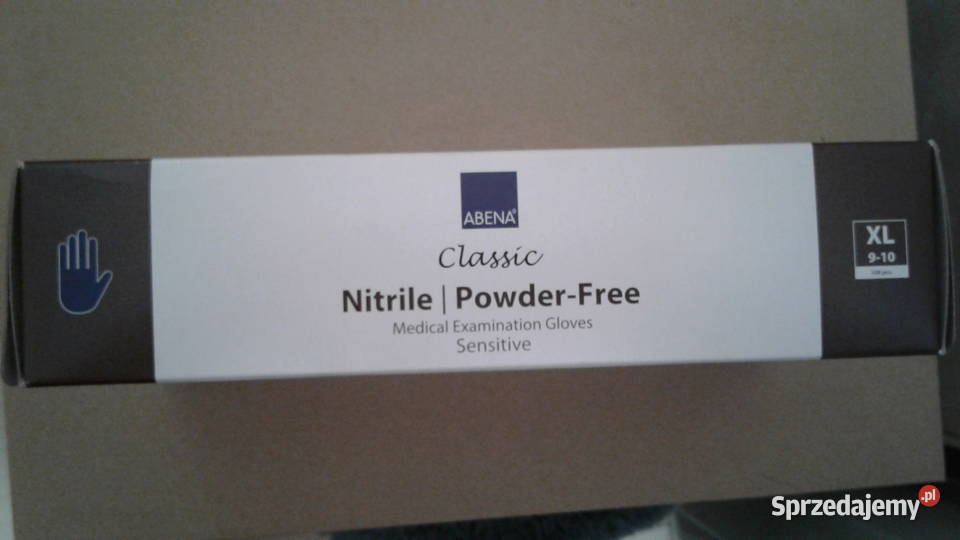 ABENA®
Classic
Nitrile | Powder-Free
Medical Examination Gloves
Sensitive
XL
9-10
Sprzedajemy.pl